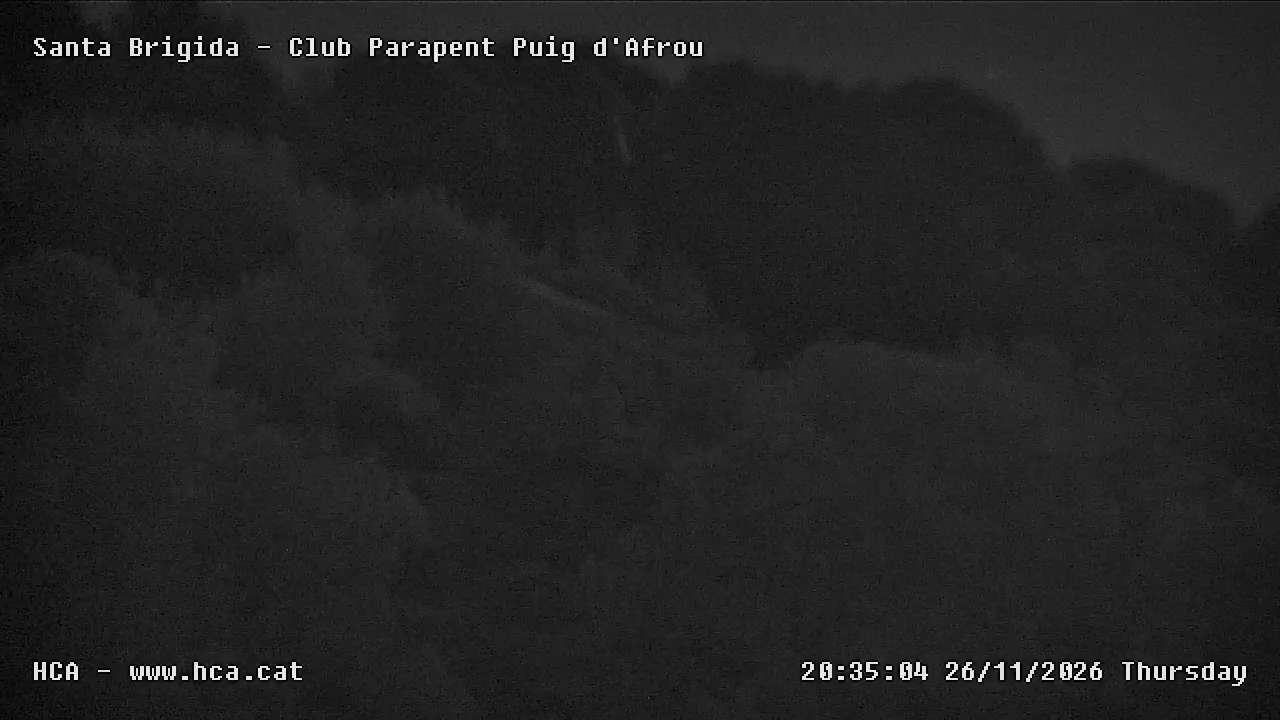 Santa Brigida - Club Parapent Puig d'Afrou
HCA - www.hca.cat
20:35:04 26/11/2026 Thursday